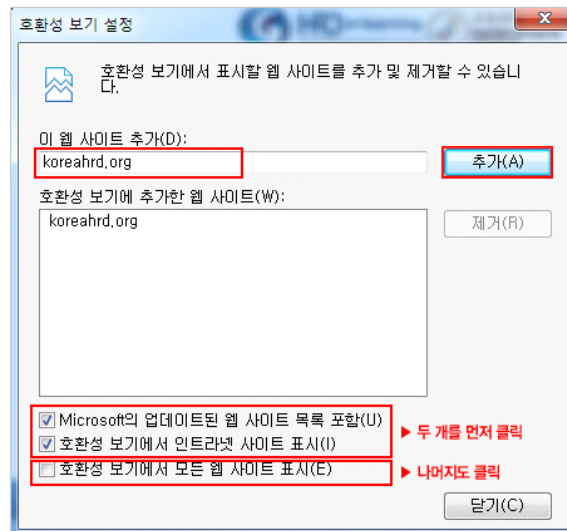 호환성 보기 설정
호환성 보기에서 표시할 웹 사이트를 추가 및 제거할 수 있습니
다.
이 웹 사이트 추가(D):
koreahrd.org
추가(A)
호환성 보기에 추가한 웹 사이트(W):
koreahrd.org
제거(R)
Microsoft의 업데이트된 웹 사이트 목록 포함(U)
호환성 보기에서 인트라넷 사이트 표시(I)
▶ 두 개를 먼저 클릭
호환성 보기에서 모든 웹 사이트 표시(E)
▶ 나머지도 클릭
닫기(C)